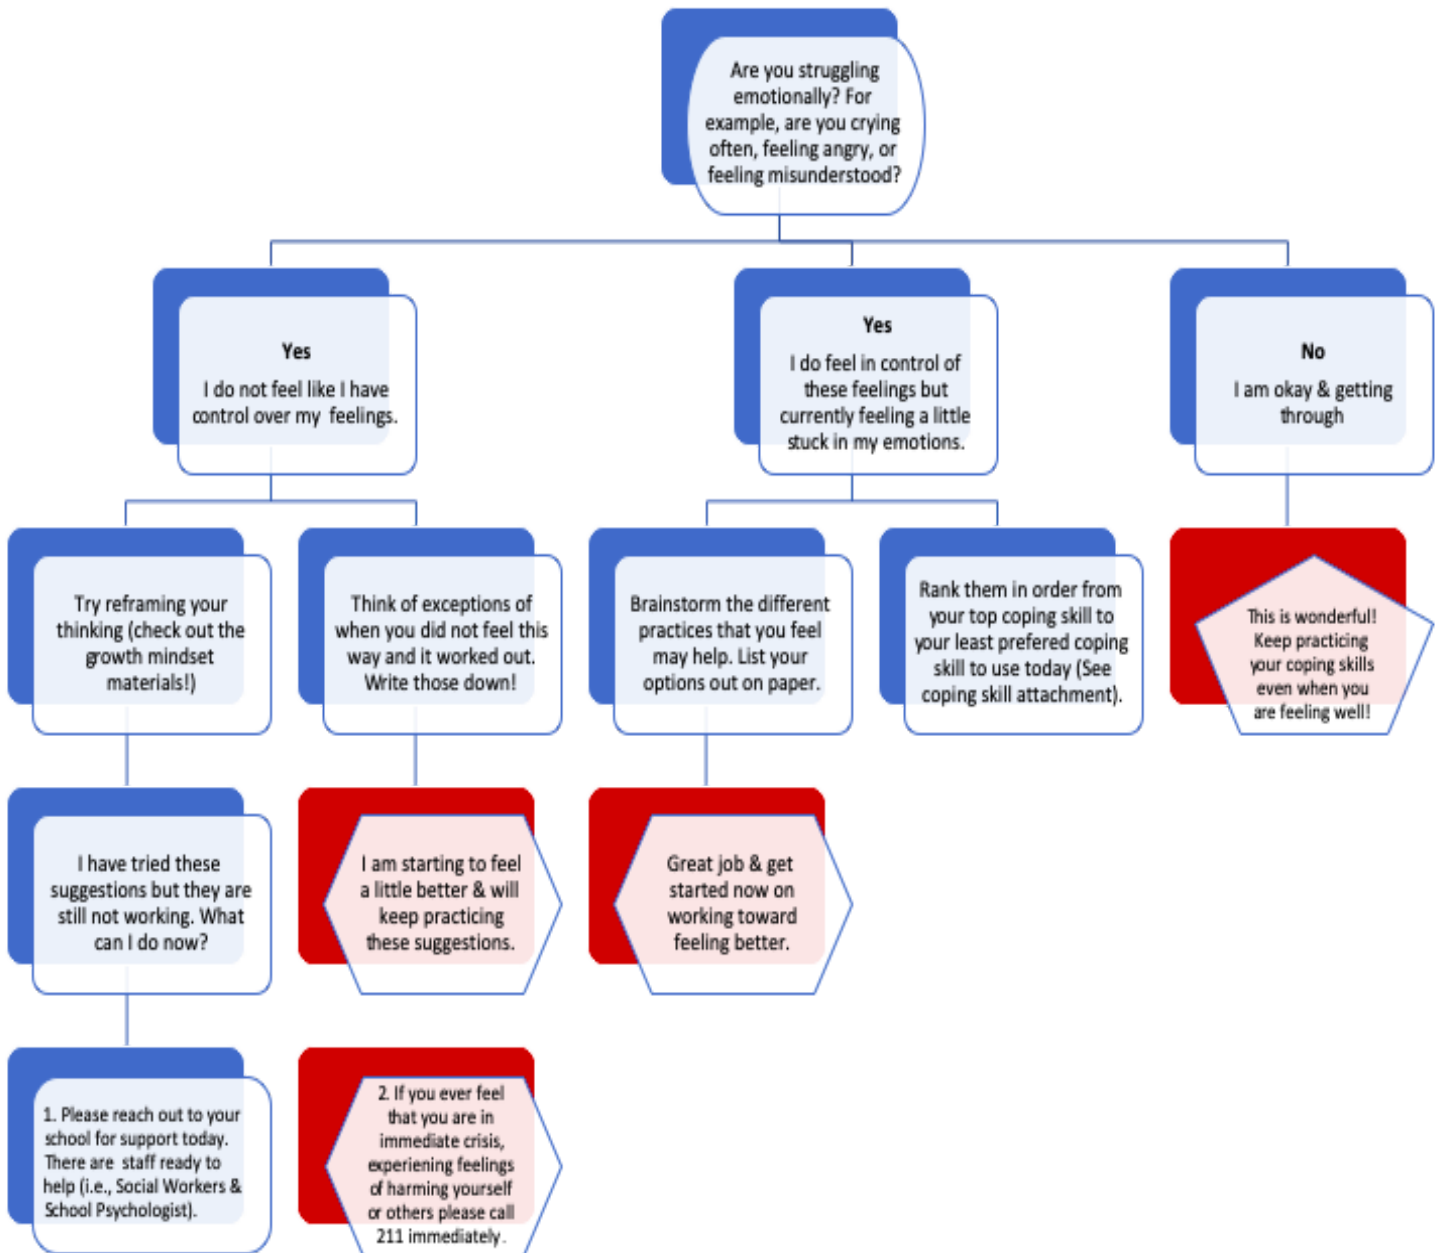 Are you struggling
emotionally? For
example, are you crying
often, feeling angry, or
feeling misunderstood?
Yes
I do not feel like I have
control over my feelings.
Yes
I do feel in control of
these feelings but
currently feeling a little
stuck in my emotions.
No
I am okay & getting
through
Try reframing your
thinking (check out the
growth mindset
materials!)
Think of exceptions of
when you did not feel this
way and it worked out.
Write those down!
Brainstorm the different
practices that you feel
may help. List your
options out on paper.
Rank them in order from
your top coping skill to
your least prefered coping
skill to use today (See
coping skill attachment).
This is wonderful!
Keep practicing
your coping skills
even when you
are feeling well!
I have tried these
suggestions but they are
still not working. What
can I do now?
I am starting to feel
a little better & will
keep practicing
these suggestions.
Great job & get
started now on
working toward
feeling better.
1. Please reach out to your
school for support today.
There are staff ready to
help (i.e., Social Workers &
School Psychologist).
2. If you ever feel
that you are in
immediate crisis,
experiencing feelings
of harming yourself
or others please call
211 immediately.